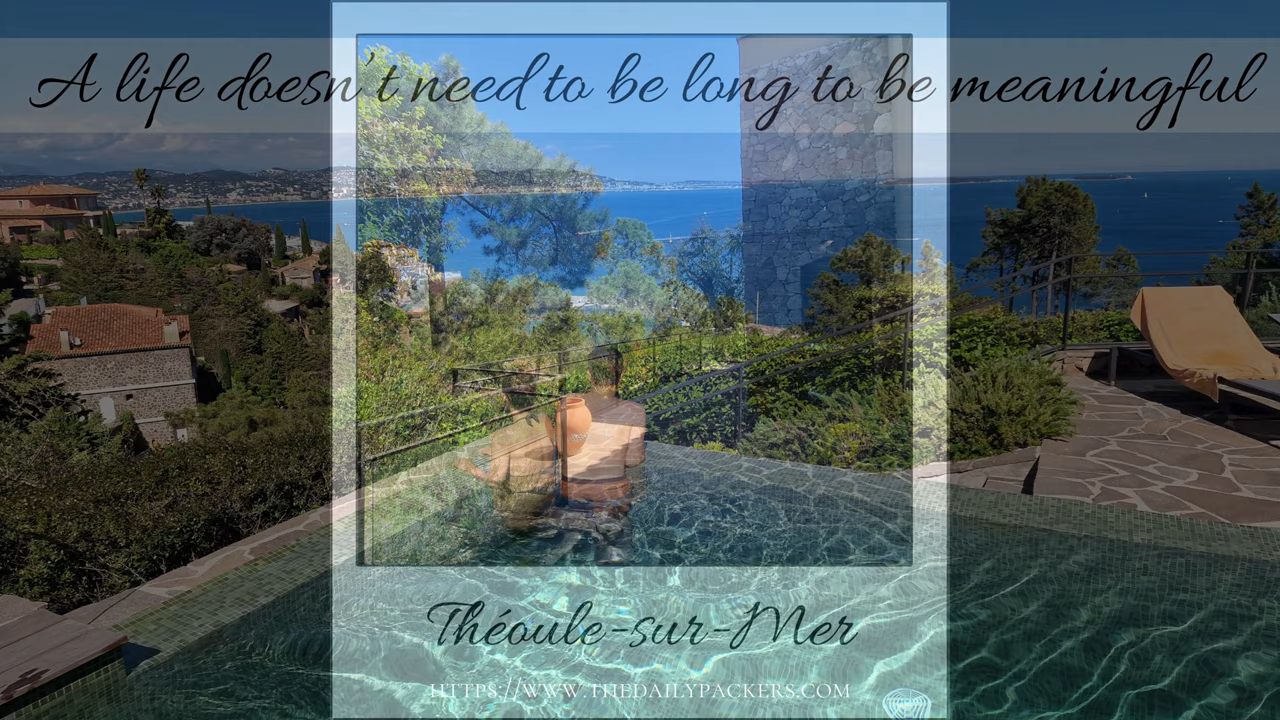 A life doesn't need to be long to be meaningful
Théoule-sur-Mer
HTTPS://WWW.THEDAILYPACKERS.COM